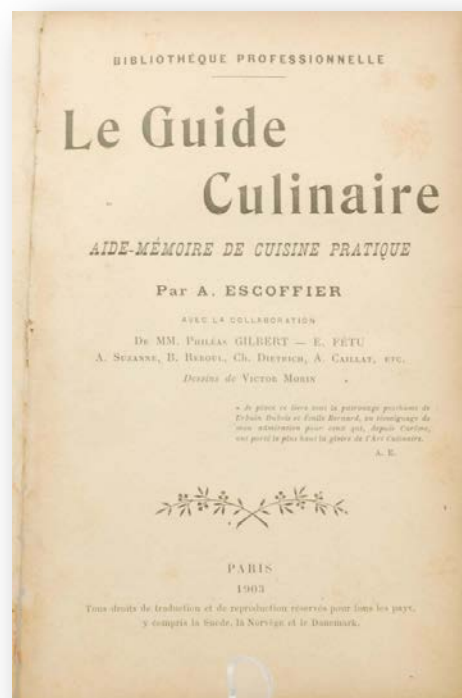 BIBLIOTHÈQUE PROFESSIONNELLE
Le Guide
Culinaire
AIDE-MÉMOIRE DE CUISINE PRATIQUE
Par A. ESCOFFIER
AVEC LA COLLABORATION
De MM. Philéas GILBERT — E. FÉTU
A. Suzanne, B. Reboul, Ch. Dietrich, A. Caillat, etc.
Dessins de Victor Morin
« Je place ce livre sous le patronage posthume de
Urbain Dubois et Émile Bernard, en témoignage de
mon admiration pour ceux qui, depuis Carême,
ont porté le plus haut la gloire de l'Art Culinaire.
A. E.
PARIS
1903
Tous droits de traduction et de reproduction réservés pour tous les pays,
y compris la Suède, la Norvège et le Danemark.